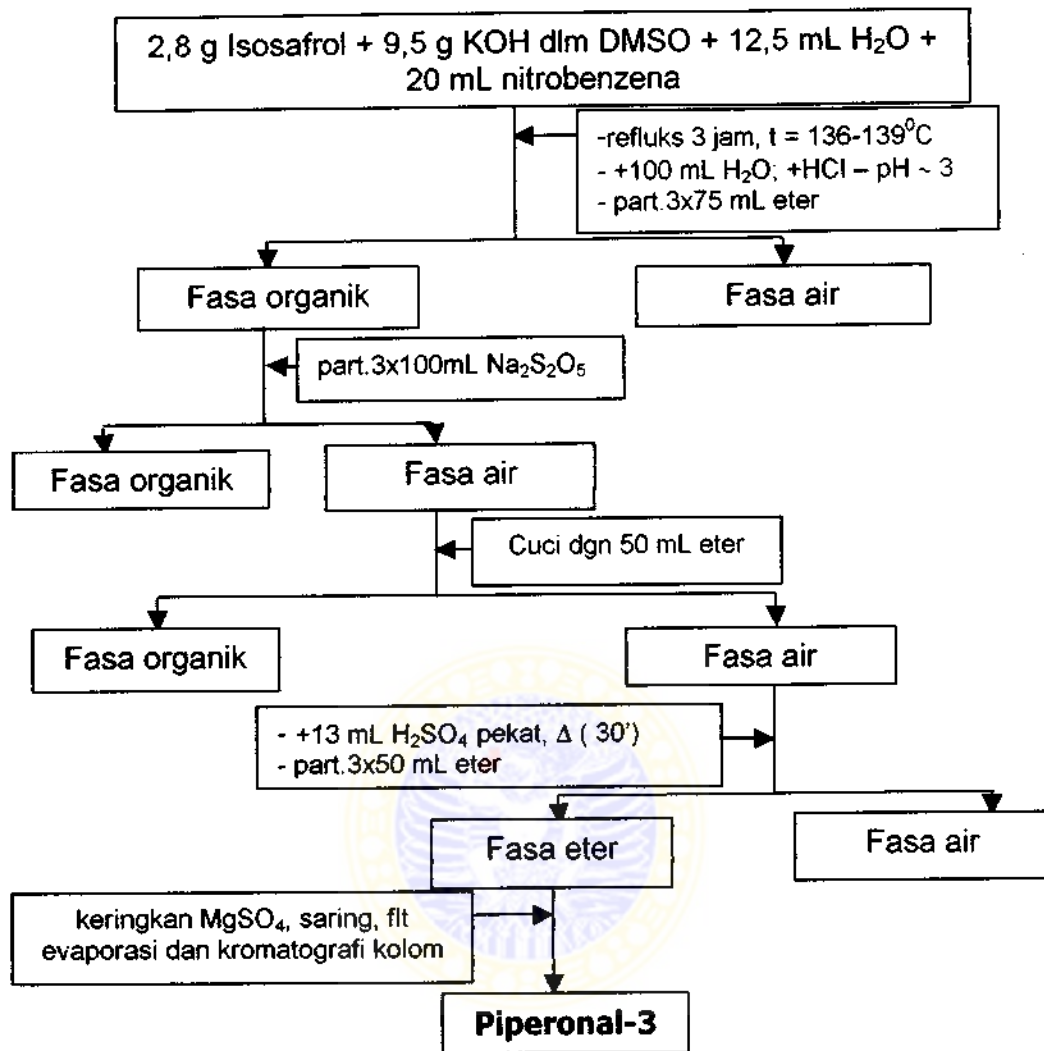 2,8 g Isosafrol + 9,5 g KOH dlm DMSO + 12,5 mL H₂O +
20 mL nitrobenzena
-refluks 3 jam, t = 136-139⁰C
- +100 mL H₂O; +HCl – pH ~ 3
- part.3x75 mL eter
Fasa organik
Fasa air
part.3x100mL Na₂S₂O₅
Fasa organik
Fasa air
Cuci dgn 50 mL eter
Fasa organik
Fasa air
- +13 mL H₂SO₄ pekat, Δ ( 30')
- part.3x50 mL eter
Fasa eter
Fasa air
keringkan MgSO₄, saring, flt
evaporasi dan kromatografi kolom
Piperonal-3